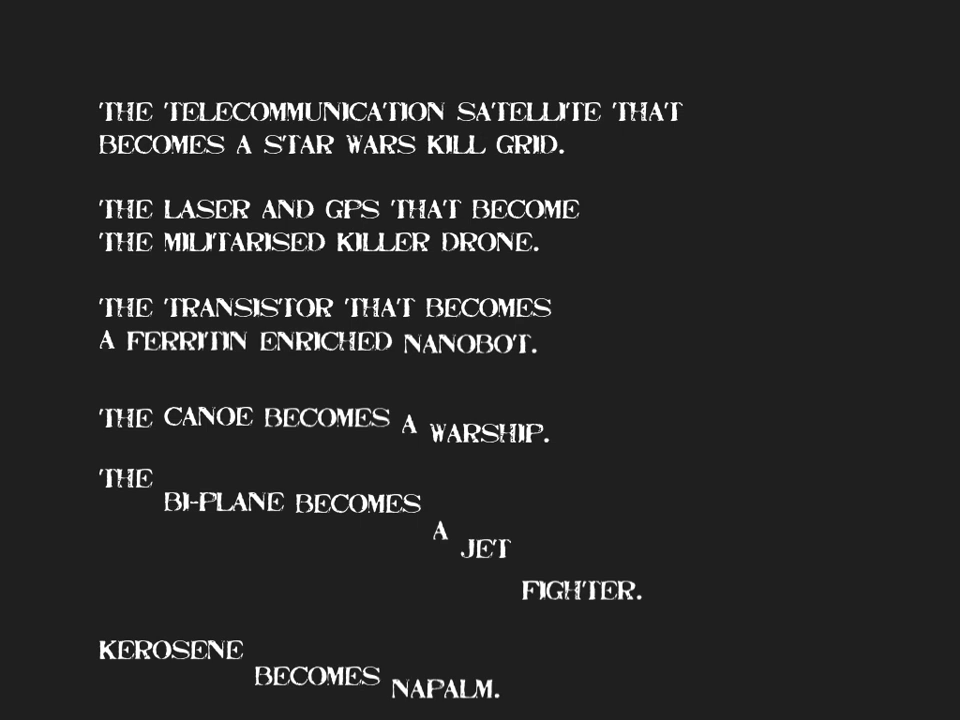 THE TELECOMMUNICATION SATELLITE THAT
BECOMES A STAR WARS KILL GRID.
THE LASER AND GPS THAT BECOME
THE MILITARISED KILLER DRONE.
THE TRANSISTOR THAT BECOMES
A FERRITIN ENRICHED NANOBOT.
THE CANOE BECOMES A WARSHIP.
THE BI-PLANE BECOMES A JET FIGHTER.
KEROSENE BECOMES NAPALM.